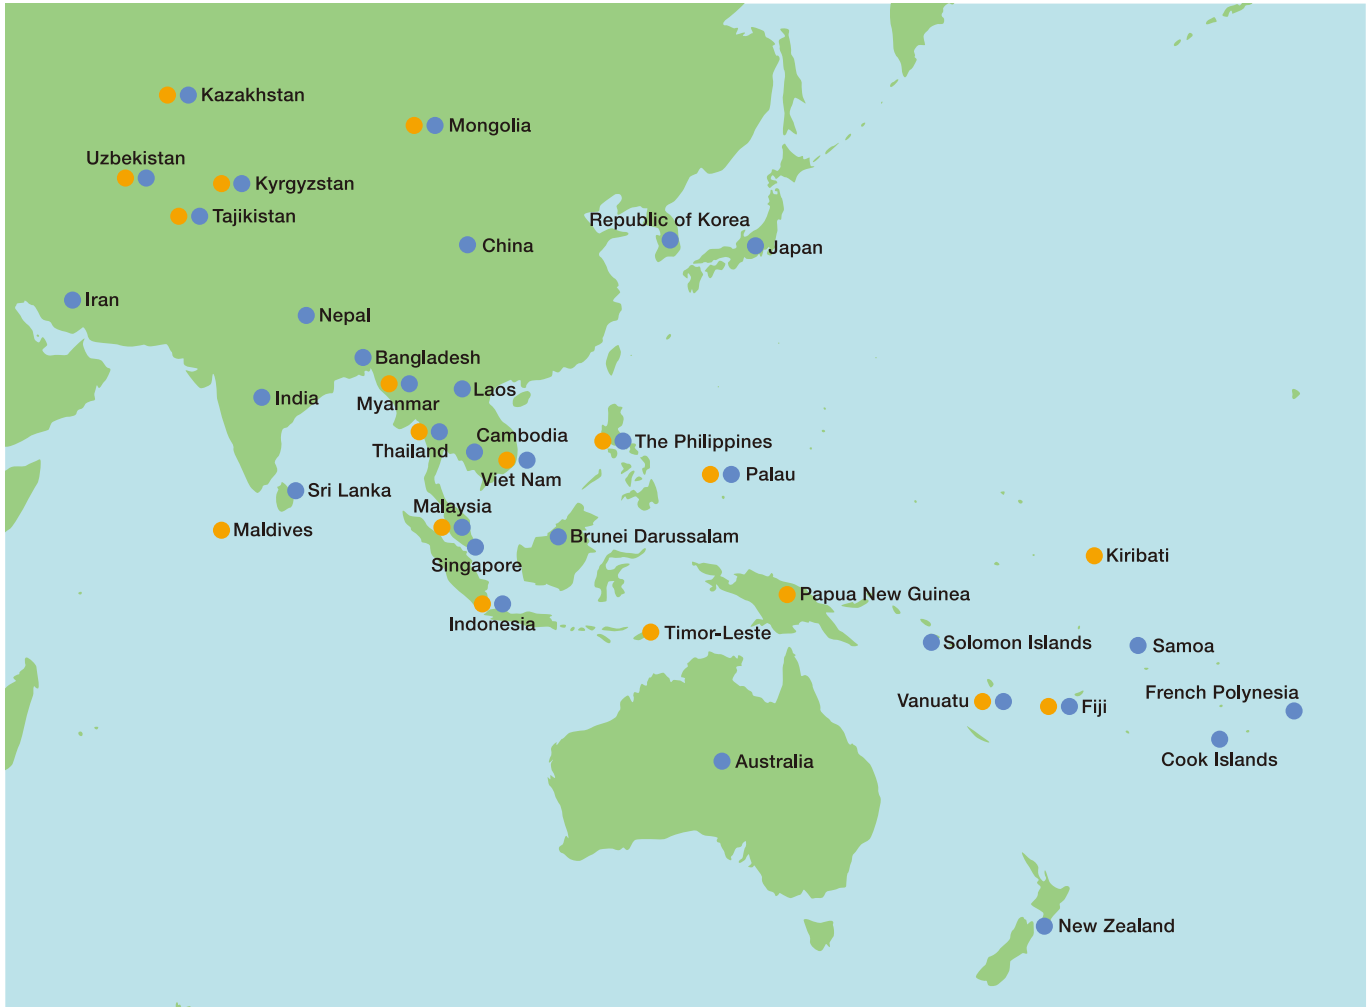 Kazakhstan
Mongolia
Uzbekistan
Kyrgyzstan
Tajikistan
Republic of Korea
China
Japan
Iran
Nepal
Bangladesh
India
Myanmar
Laos
Thailand
Cambodia
The Philippines
Viet Nam
Palau
Sri Lanka
Malaysia
Maldives
Brunei Darussalam
Singapore
Kiribati
Papua New Guinea
Indonesia
Timor-Leste
Solomon Islands
Samoa
French Polynesia
Vanuatu
Fiji
Cook Islands
Australia
New Zealand